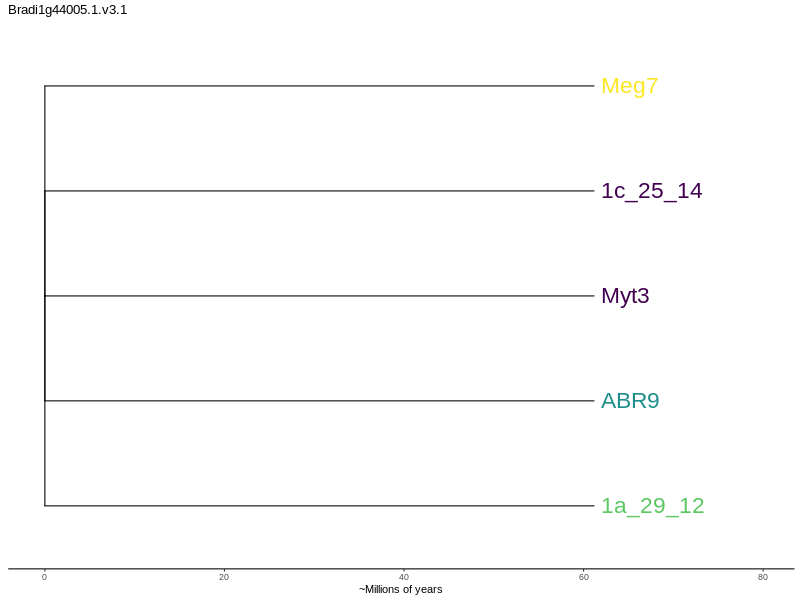 Bradi1g44005.1.v3.1
Meg7
1c_25_14
Myt3
ABR9
1a_29_12
0 20 40 60 80
~Millions of years